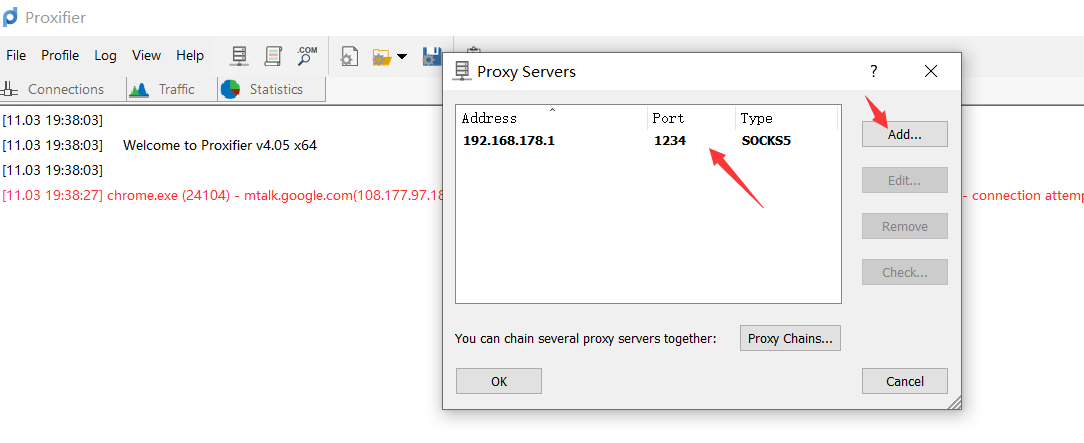 Proxifier
File Profile Log View Help .COM
Connections Traffic Statistics
[11.03 19:38:03]
[11.03 19:38:03] Welcome to Proxifier v4.05 x64
[11.03 19:38:03]
[11.03 19:38:27] chrome.exe (24104) - mtalk.google.com(108.177.97.18 - connection attemp
Proxy Servers ?
Address Port Type
192.168.178.1 1234 SOCKS5
Add...
Edit...
Remove
Check...
You can chain several proxy servers together: Proxy Chains...
OK Cancel